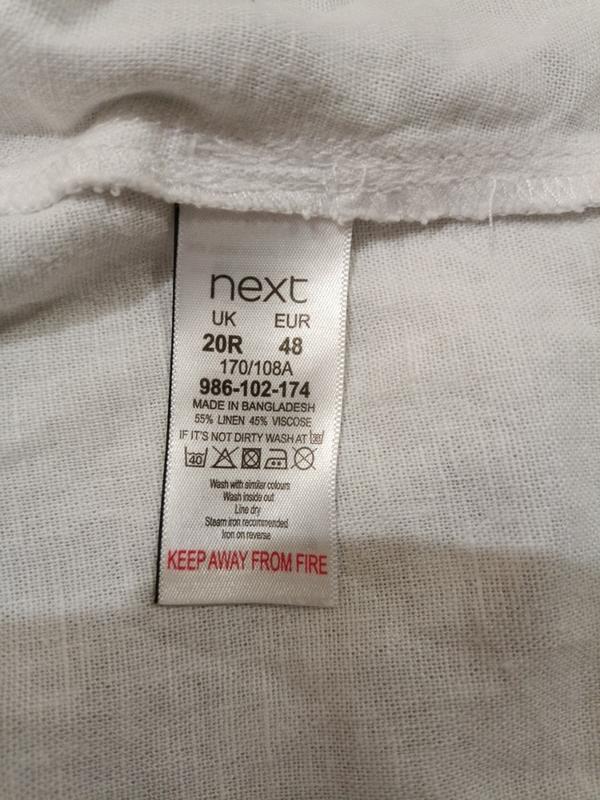 next
UK EUR
20R 48
170/108A
986-102-174
MADE IN BANGLADESH
55% LINEN 45% VISCOSE
IF IT'S NOT DIRTY WASH AT 30
40
Wash with similar colours
Wash inside out
Line dry
Steam iron recommended
Iron on reverse
KEEP AWAY FROM FIRE